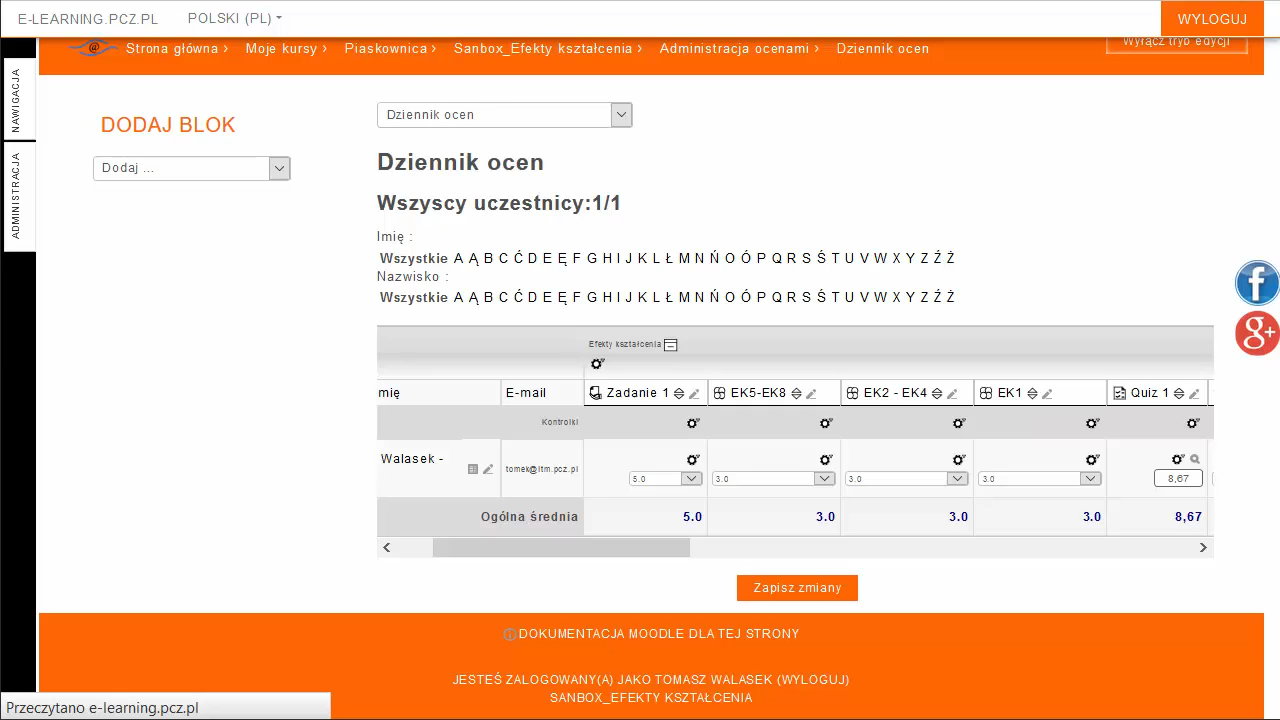 E-LEARNING.PCZ.PL POLSKI (PL) WYLOGUJ
Strona główna › Moje kursy › Piaskownica › Sanbox_Efekty kształcenia › Administracja ocenami › Dziennik ocen Wyłącz tryb edycji
NAWIGACJA
ADMINISTRACJA
DODAJ BLOK
Dodaj ...
Dziennik ocen
Dziennik ocen
Wszyscy uczestnicy:1/1
Imię :
Wszystkie A Ą B C Ć D E Ę F G H I J K L Ł M N Ń O Ó P Q R S Ś T U V W X Y Z Ź Ż
Nazwisko :
Wszystkie A Ą B C Ć D E Ę F G H I J K L Ł M N Ń O Ó P Q R S Ś T U V W X Y Z Ź Ż
Efekty kształcenia
mię E-mail Zadanie 1 EK5-EK8 EK2 - EK4 EK1 Quiz 1
Kontrolki
Walasek - tomek@itm.pcz.pl 5.0 3.0 3.0 3.0 8,67
Ogólna średnia 5.0 3.0 3.0 3.0 8,67
Zapisz zmiany
DOKUMENTACJA MOODLE DLA TEJ STRONY
JESTEŚ ZALOGOWANY(A) JAKO TOMASZ WALASEK (WYLOGUJ)
SANBOX_EFEKTY KSZTAŁCENIA
Przeczytano e-learning.pcz.pl